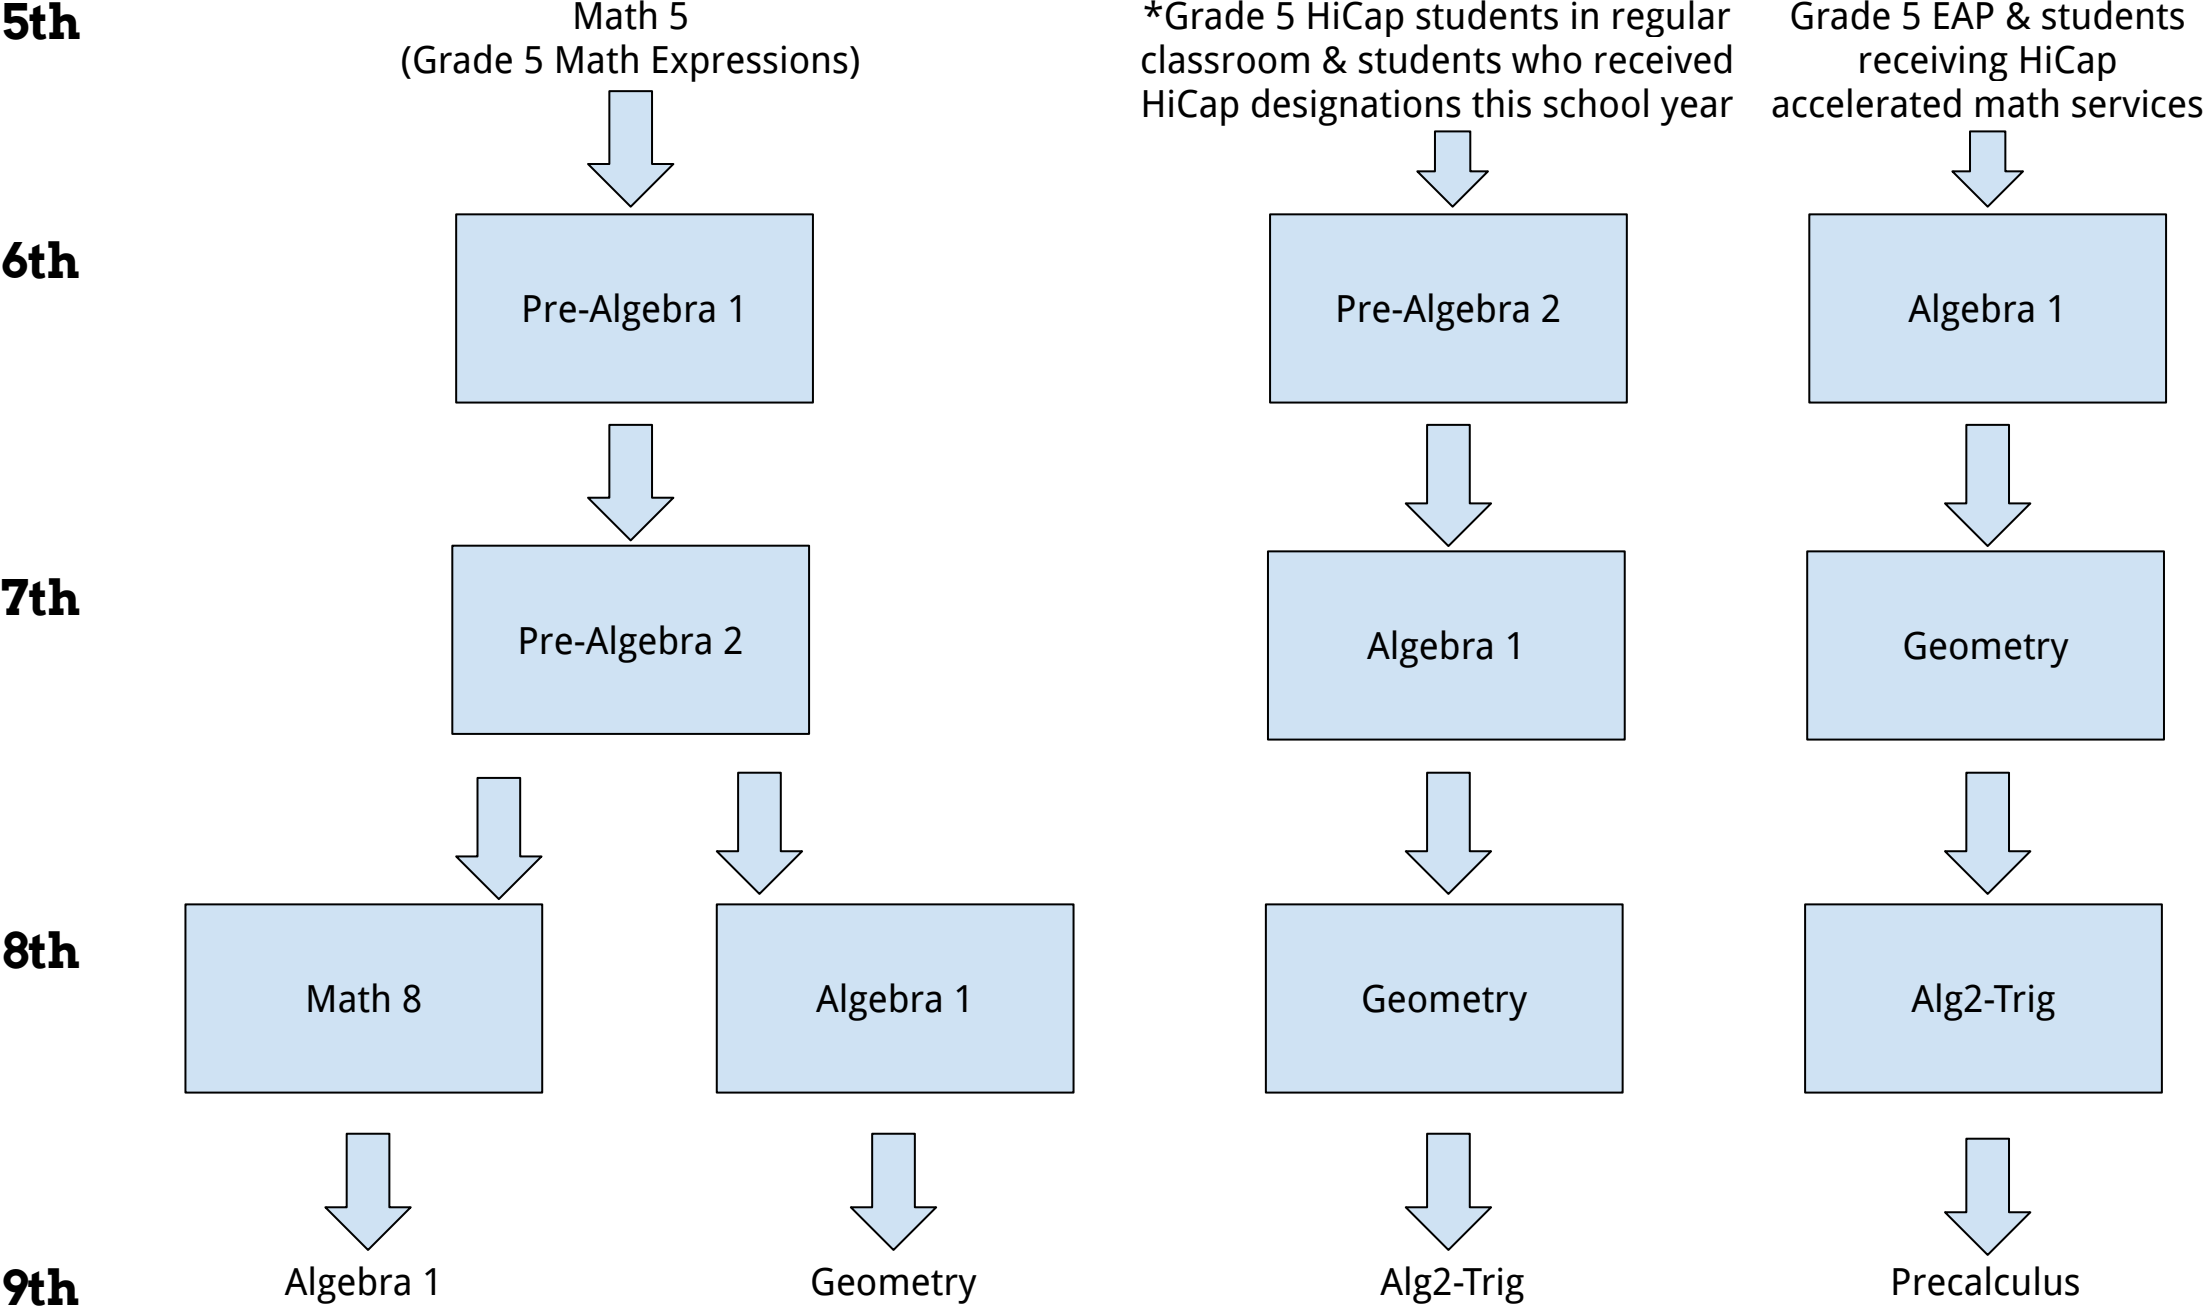 5th
Math 5
(Grade 5 Math Expressions)
*Grade 5 HiCap students in regular
classroom & students who received
HiCap designations this school year
Grade 5 EAP & students
receiving HiCap
accelerated math services
6th
Pre-Algebra 1
Pre-Algebra 2
Algebra 1
7th
Pre-Algebra 2
Algebra 1
Geometry
8th
Math 8
Algebra 1
Geometry
Alg2-Trig
9th
Algebra 1
Geometry
Alg2-Trig
Precalculus